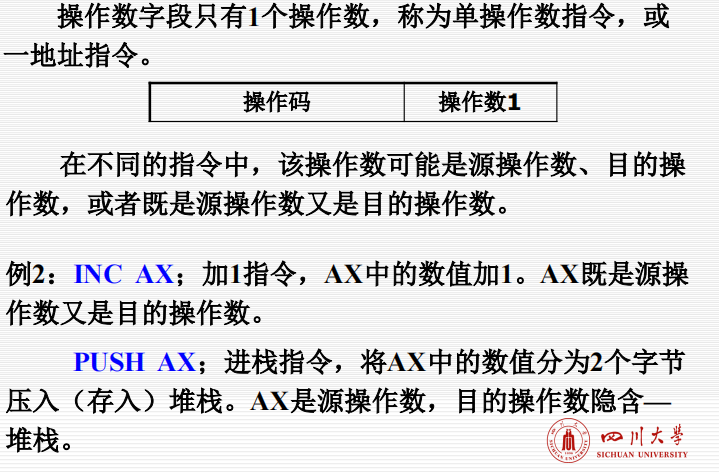 操作数字段只有1个操作数，称为单操作数指令，或
一地址指令。
操作码 操作数1
在不同的指令中，该操作数可能是源操作数、目的操
作数，或者既是源操作数又是目的操作数。
例2：INC AX；加1指令，AX中的数值加1。AX既是源操
作数又是目的操作数。
PUSH AX；进栈指令，将AX中的数值分为2个字节
压入（存入）堆栈。AX是源操作数，目的操作数隐含—
堆栈。
四川大学
SICHUAN UNIVERSITY